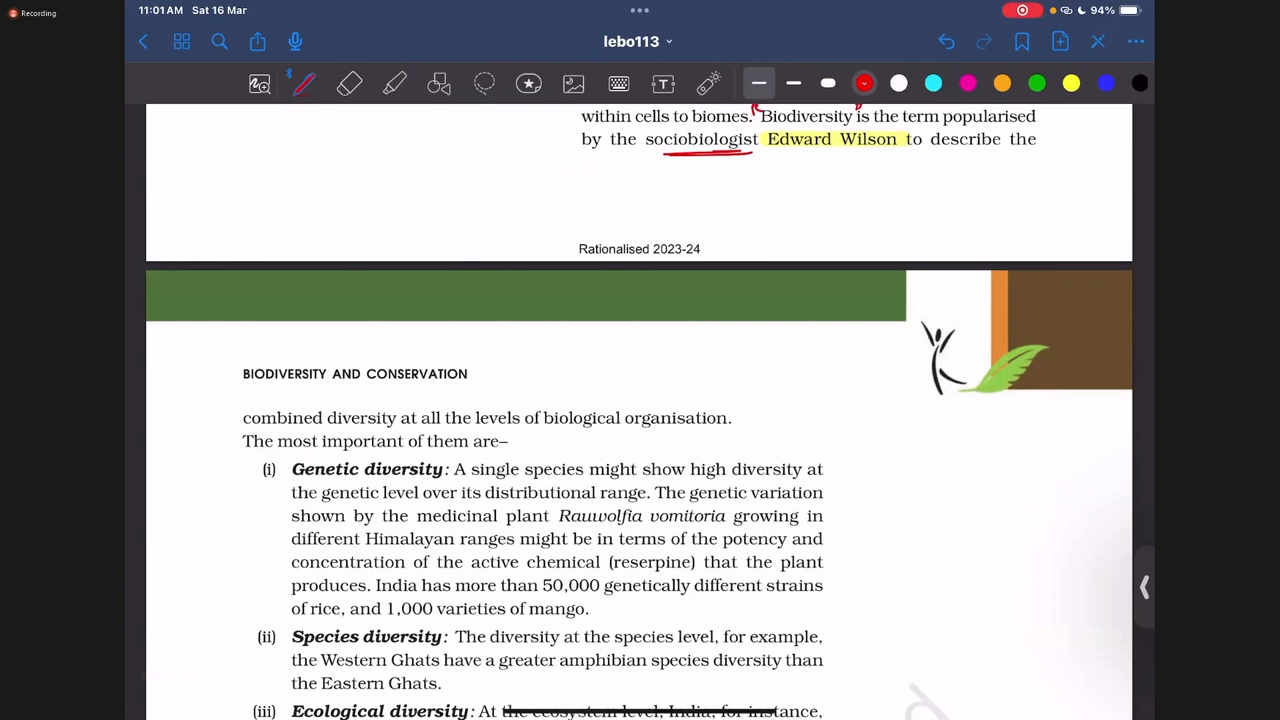 Recording
11:01 AM Sat 16 Mar
94%
lebo113
T
within cells to biomes. Biodiversity is the term popularised
by the sociobiologist Edward Wilson to describe the
Rationalised 2023-24
BIODIVERSITY AND CONSERVATION
combined diversity at all the levels of biological organisation.
The most important of them are–
(i) Genetic diversity: A single species might show high diversity at
the genetic level over its distributional range. The genetic variation
shown by the medicinal plant Rauwolfia vomitoria growing in
different Himalayan ranges might be in terms of the potency and
concentration of the active chemical (reserpine) that the plant
produces. India has more than 50,000 genetically different strains
of rice, and 1,000 varieties of mango.
(ii) Species diversity: The diversity at the species level, for example,
the Western Ghats have a greater amphibian species diversity than
the Eastern Ghats.
(iii) Ecological diversity: At the ecosystem level, India, for instance,
d